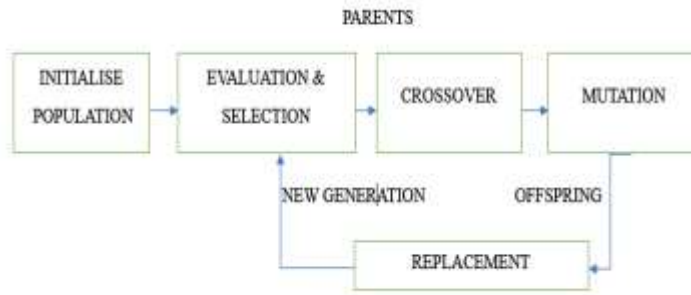 PARENTS
INITIALISE
POPULATION
EVALUATION &
SELECTION
CROSSOVER
MUTATION
NEW GENERATION
OFFSPRING
REPLACEMENT